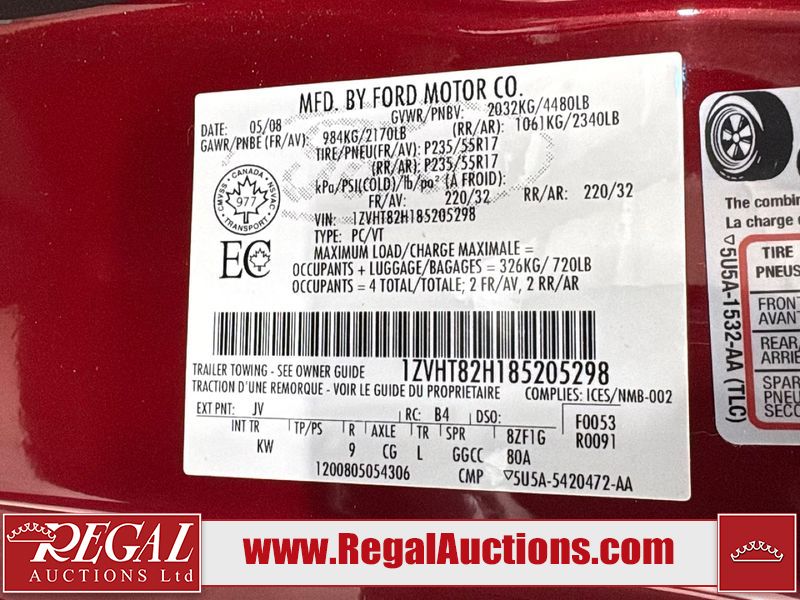 MFD. BY FORD MOTOR CO.
DATE: 05/08 GVWR/PNBV: 2032KG/4480LB
GAWR/PNBE (FR/AV): 984KG/2170LB (RR/AR): 1061KG/2340LB
TIRE/PNEU(FR/AV): P235/55R17
(RR/AR): P235/55R17
kPa/PSI(COLD)/lb/po² (À FROID):
FR/AV: 220/32 RR/AR: 220/32
VIN: 1ZVHT82H185205298
TYPE: PC/VT
MAXIMUM LOAD/CHARGE MAXIMALE =
OCCUPANTS + LUGGAGE/BAGAGES = 326KG/ 720LB
OCCUPANTS = 4 TOTAL/TOTALE; 2 FR/AV, 2 RR/AR
CMVSS · CANADA · NSVAC
977
TRANSPORT
EC
TRAILER TOWING - SEE OWNER GUIDE 1ZVHT82H185205298
TRACTION D'UNE REMORQUE - VOIR LE GUIDE DU PROPRIETAIRE COMPLIES: ICES/NMB-002
EXT PNT: JV RC: B4 DSO: F0053
INT TR TP/PS R AXLE TR SPR 8ZF1G R0091
KW 9 CG L GGCC 80A
1200805054306 CMP ▽5U5A-5420472-AA
The combin
La charge
▽5U5A-1532-AA (TLC)
TIRE
PNEUS
FRONT
AVANT
REAR/
ARRIE
SPAR
PNEU
SECO
REGAL
AUCTIONS Ltd
www.RegalAuctions.com